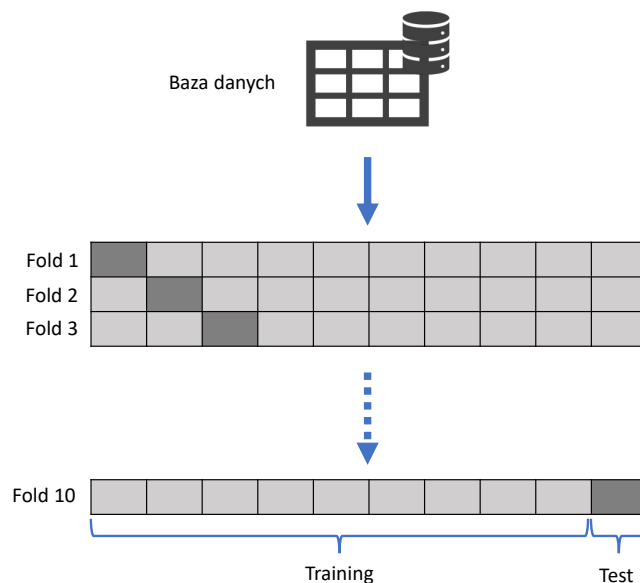 Baza danych
Fold 1
Fold 2
Fold 3
Fold 10
Training
Test